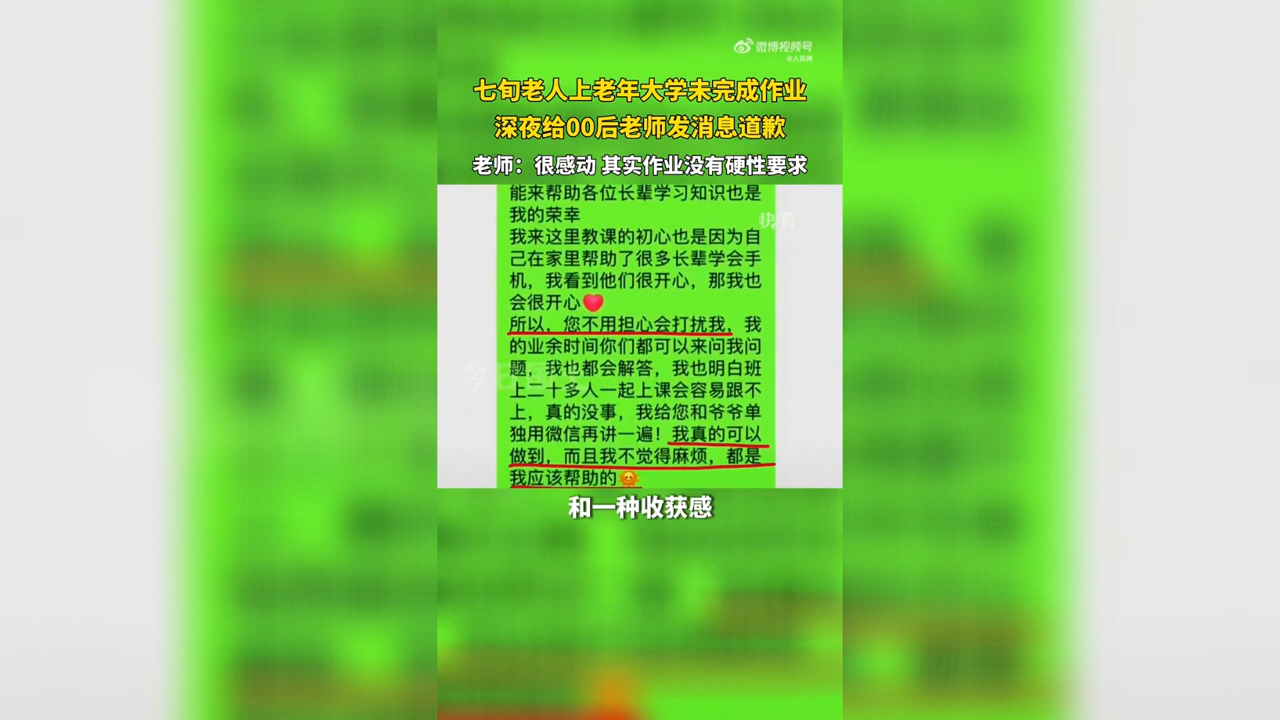 微博视频号
@人民网
七旬老人上老年大学未完成作业
深夜给00后老师发消息道歉
老师：很感动 其实作业没有硬性要求
能来帮助各位长辈学习知识也是
我的荣幸
我来这里教课的初心也是因为自
己在家里帮助了很多长辈学会手
机，我看到他们很开心，那我也
会很开心❤️
所以，您不用担心会打扰我，我
的业余时间你们都可以来问我问
题，我也都会解答，我也明白班
上二十多人一起上课会容易跟不
上，真的没事，我给您和爷爷单
独用微信再讲一遍！我真的可以
做到，而且我不觉得麻烦，都是
我应该帮助的🌞
和一种收获感